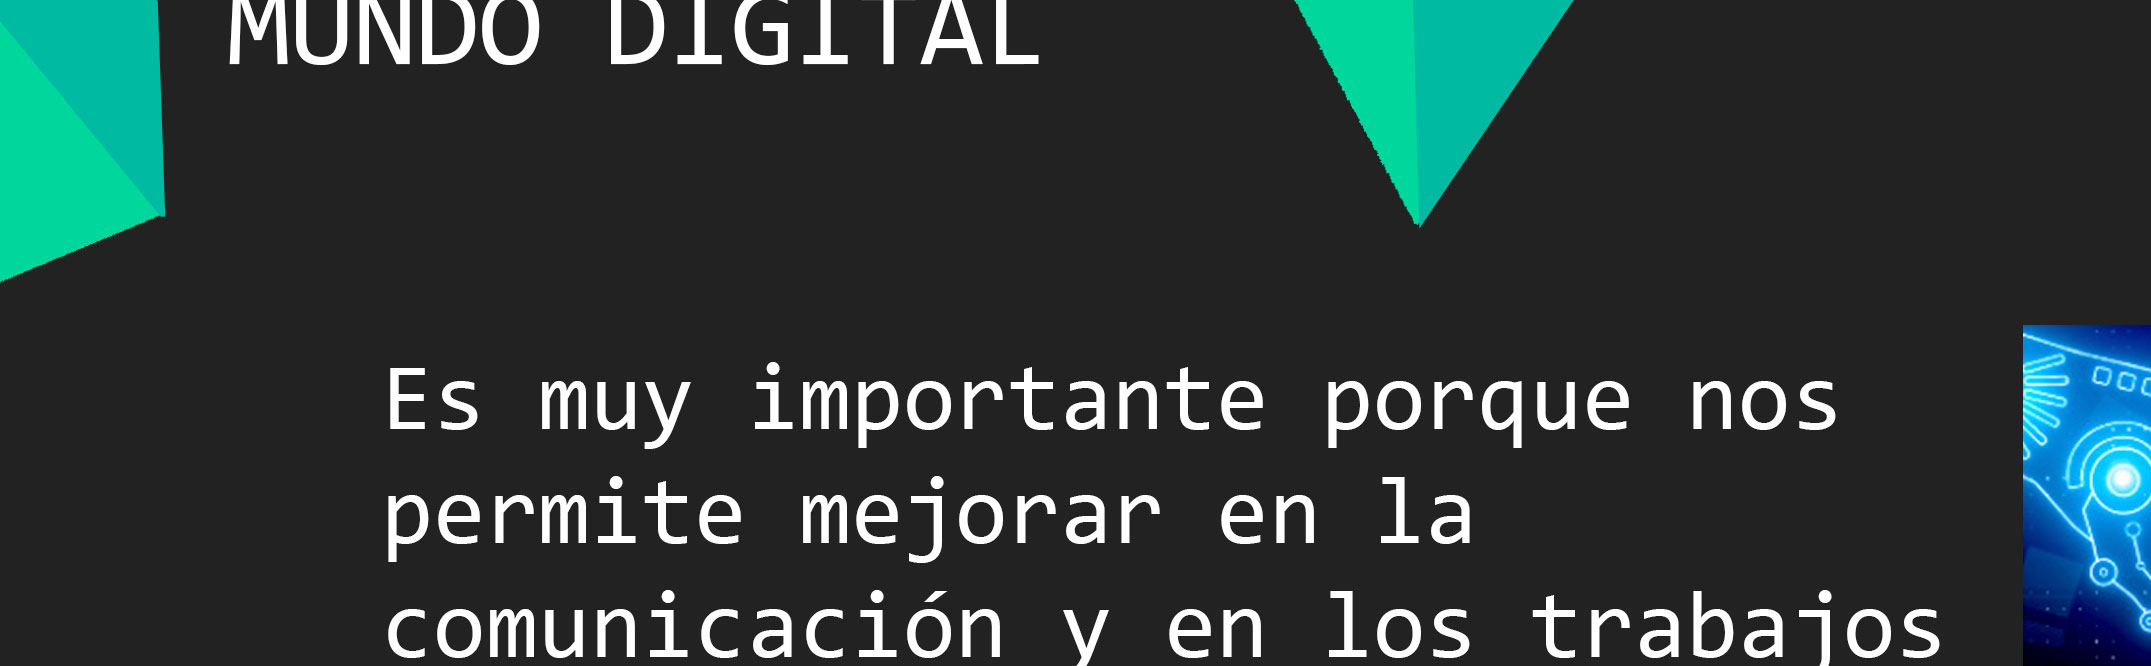 MUNDO DIGITAL
Es muy importante porque nos
permite mejorar en la
comunicación y en los trabajos